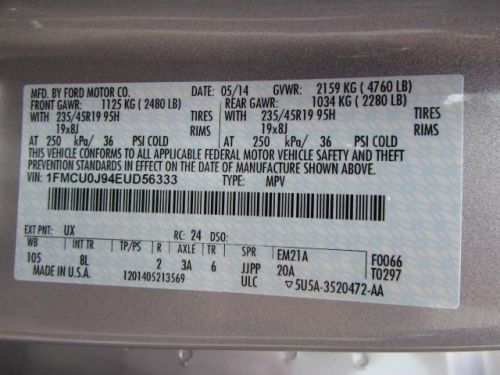 MFD. BY FORD MOTOR CO. DATE: 05/14 GVWR: 2159 KG ( 4760 LB)
FRONT GAWR: 1125 KG ( 2480 LB) REAR GAWR: 1034 KG ( 2280 LB)
WITH 235/45R19 95H TIRES WITH 235/45R19 95H TIRES
19x8J RIMS 19x8J RIMS
AT 250 kPa/ 36 PSI COLD AT 250 kPa/ 36 PSI COLD
THIS VEHICLE CONFORMS TO ALL APPLICABLE FEDERAL MOTOR VEHICLE SAFETY AND THEFT
PREVENTION STANDARDS IN EFFECT ON THE DATE OF MANUFACTURE SHOWN ABOVE.
VIN: 1FMCU0J94EUD56333 TYPE: MPV
EXT PNT: UX RC: 24 DSO:
WB INT TR TP/PS R AXLE TR SPR EM21A F0066
105 8L 2 3A 6 JJPP 20A T0297
MADE IN U.S.A. 1201405213569 ULC ▽5U5A-3520472-AA